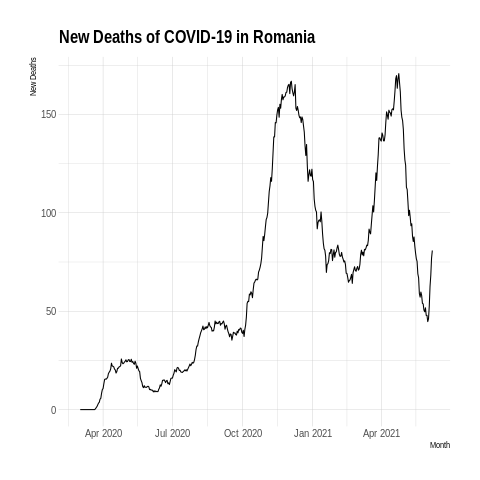 New Deaths of COVID-19 in Romania
New Deaths
150
100
50
0
Apr 2020 Jul 2020 Oct 2020 Jan 2021 Apr 2021
Month